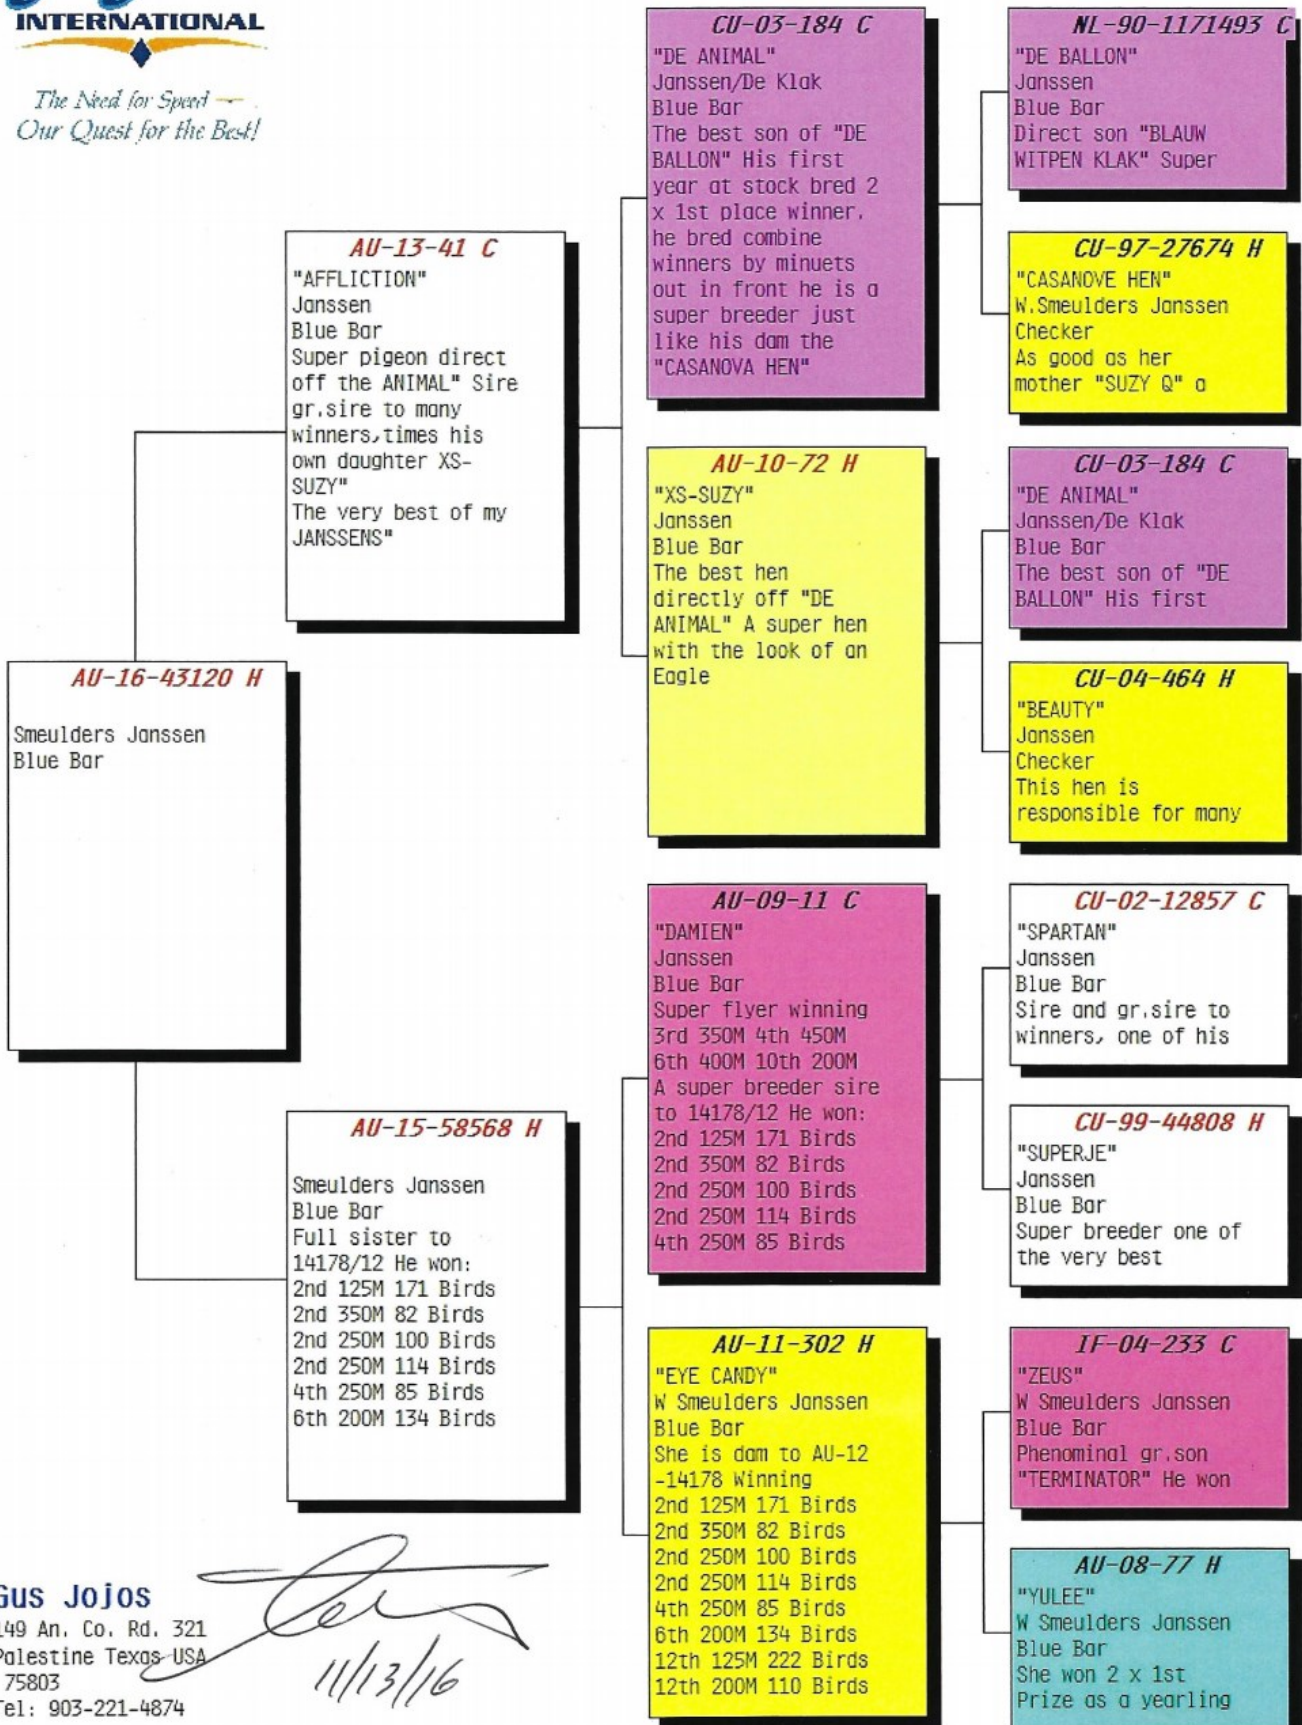 INTERNATIONAL
The Need for Speed
Our Quest for the Best!
AU-16-43120 H
Smeulders Janssen
Blue Bar
AU-13-41 C
"AFFLICTION"
Janssen
Blue Bar
Super pigeon direct
off the ANIMAL" Sire
gr.sire to many
winners,times his
own daughter XS-
SUZY"
The very best of my
JANSSENS"
AU-15-58568 H
Smeulders Janssen
Blue Bar
Full sister to
14178/12 He won:
2nd 125M 171 Birds
2nd 350M 82 Birds
2nd 250M 100 Birds
2nd 250M 114 Birds
4th 250M 85 Birds
6th 200M 134 Birds
CU-03-184 C
"DE ANIMAL"
Janssen/De Klak
Blue Bar
The best son of "DE
BALLON" His first
year at stock bred 2
x 1st place winner.
he bred combine
winners by minuets
out in front he is a
super breeder just
like his dam the
"CASANOVA HEN"
AU-10-72 H
"XS-SUZY"
Janssen
Blue Bar
The best hen
directly off "DE
ANIMAL" A super hen
with the look of an
Eagle
AU-09-11 C
"DAMIEN"
Janssen
Blue Bar
Super flyer winning
3rd 350M 4th 450M
6th 400M 10th 200M
A super breeder sire
to 14178/12 He won:
2nd 125M 171 Birds
2nd 350M 82 Birds
2nd 250M 100 Birds
2nd 250M 114 Birds
4th 250M 85 Birds
AU-11-302 H
"EYE CANDY"
W Smeulders Janssen
Blue Bar
She is dam to AU-12
-14178 Winning
2nd 125M 171 Birds
2nd 350M 82 Birds
2nd 250M 100 Birds
2nd 250M 114 Birds
4th 250M 85 Birds
6th 200M 134 Birds
12th 125M 222 Birds
12th 200M 110 Birds
NL-90-1171493 C
"DE BALLON"
Janssen
Blue Bar
Direct son "BLAUW
WITPEN KLAK" Super
CU-97-27674 H
"CASANOVE HEN"
W.Smeulders Janssen
Checker
As good as her
mother "SUZY Q" a
CU-03-184 C
"DE ANIMAL"
Janssen/De Klak
Blue Bar
The best son of "DE
BALLON" His first
CU-04-464 H
"BEAUTY"
Janssen
Checker
This hen is
responsible for many
CU-02-12857 C
"SPARTAN"
Janssen
Blue Bar
Sire and gr.sire to
winners, one of his
CU-99-44808 H
"SUPERJE"
Janssen
Blue Bar
Super breeder one of
the very best
IF-04-233 C
"ZEUS"
W Smeulders Janssen
Blue Bar
Phenominal gr.son
"TERMINATOR" He won
AU-08-77 H
"YULEE"
W Smeulders Janssen
Blue Bar
She won 2 x 1st
Prize as a yearling
Gus Jojos
149 An. Co. Rd. 321
Palestine Texas USA
75803
Tel: 903-221-4874
11/13/16